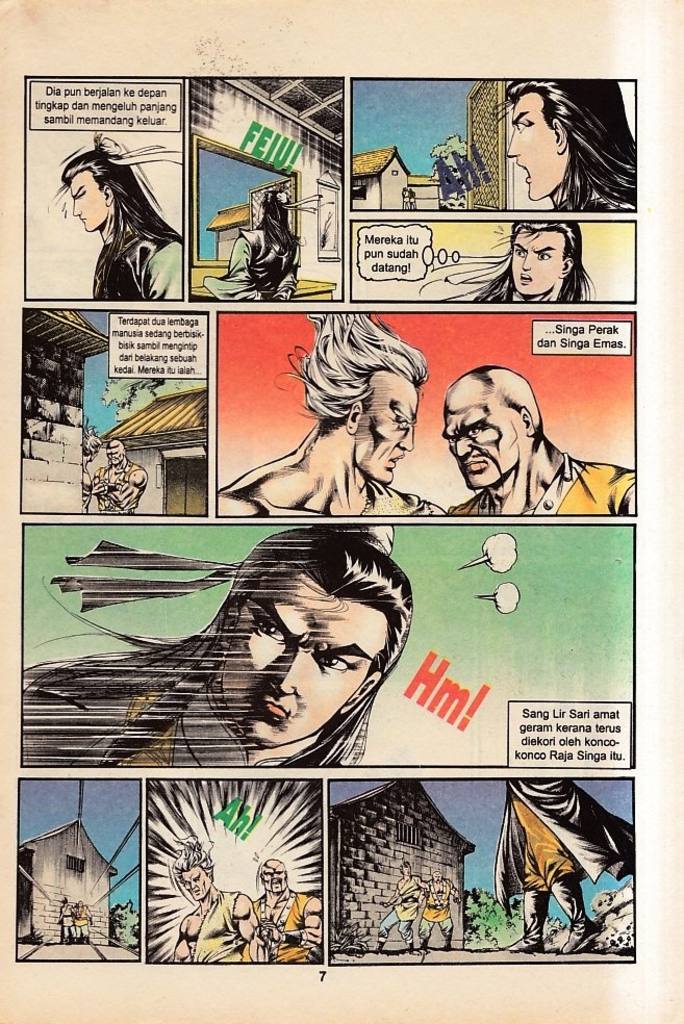 Dia pun berjalan ke depan
tingkap dan mengeluh panjang
sambil memandang keluar.
FEIU!
Ah!
Mereka itu
pun sudah
datang!
Terdapat dua lembaga
manusia sedang berbisik-
bisik sambil mengintip
dari belakang sebuah
kedai. Mereka itu ialah...
...Singa Perak
dan Singa Emas.
Hm!
Sang Lir Sari amat
geram kerana terus
diekori oleh konco-
konco Raja Singa itu.
Ah!
7